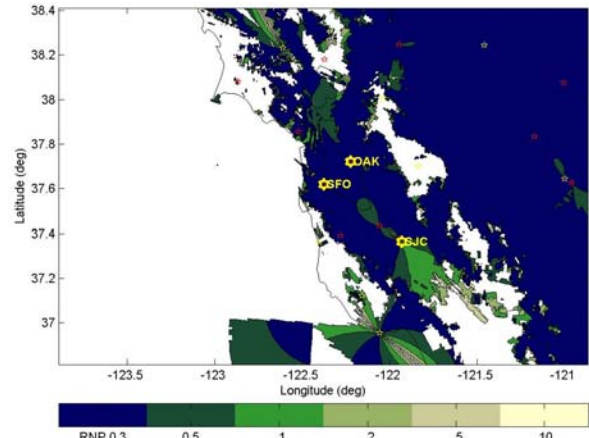 38.4
38.2
38
37.8
37.6
37.4
37.2
37
Latitude (deg)
OAK
SFO
SJC
-123.5 -123 -122.5 -122 -121.5 -121
Longitude (deg)
RNP 0.3 0.5 1 2 5 10